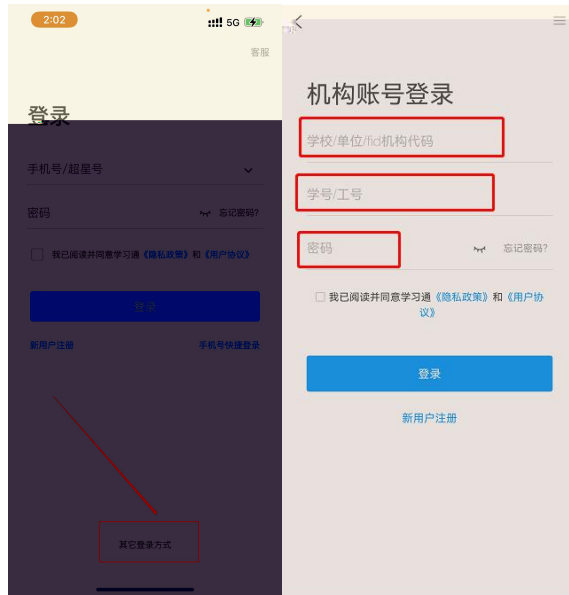 2:02
5G
客服
登录
手机号/超星号
密码
忘记密码?
我已阅读并同意学习通《隐私政策》和《用户协议》
登录
新用户注册
手机号快捷登录
其它登录方式
机构账号登录
学校/单位/fid机构代码
学号/工号
密码
忘记密码?
我已阅读并同意学习通《隐私政策》和《用户协
议》
登录
新用户注册